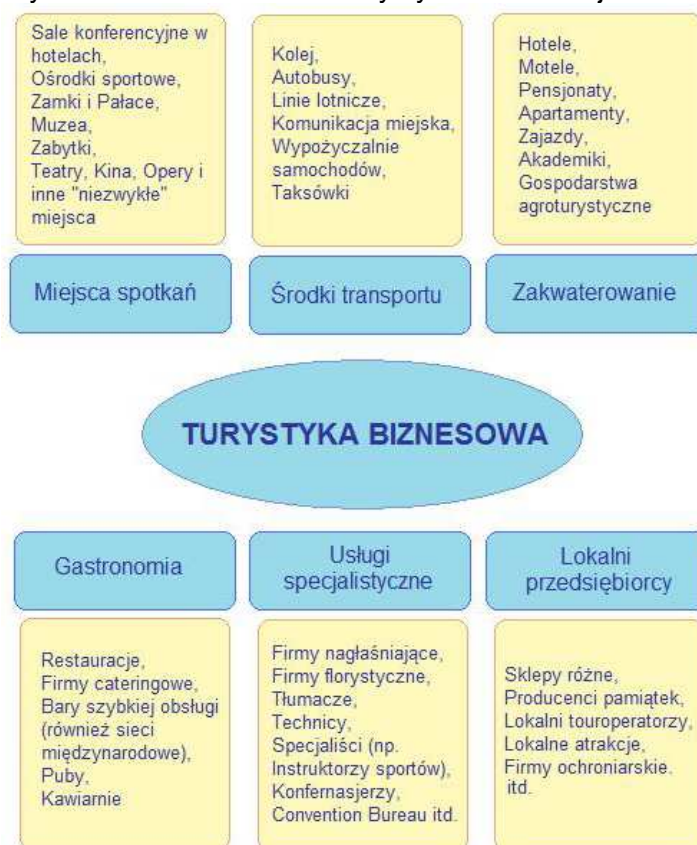 Sale konferencyjne w
hotelach,
Ośrodki sportowe,
Zamki i Pałace,
Muzea,
Zabytki,
Teatry, Kina, Opery i
inne "niezwykłe"
miejsca
Kolej,
Autobusy,
Linie lotnicze,
Komunikacja miejska,
Wypożyczalnie
samochodów,
Taksówki
Hotele,
Motele,
Pensjonaty,
Apartamenty,
Zajazdy,
Akademiki,
Gospodarstwa
agroturystyczne
Miejsca spotkań
Środki transportu
Zakwaterowanie
TURYSTYKA BIZNESOWA
Gastronomia
Usługi
specjalistyczne
Lokalni
przedsiębiorcy
Restauracje,
Firmy cateringowe,
Bary szybkiej obsługi
(również sieci
międzynarodowe),
Puby,
Kawiarnie
Firmy nagłaśniające,
Firmy florystyczne,
Tłumacze,
Technicy,
Specjaliści (np.
Instruktorzy sportów),
Konfernasjerzy,
Convention Bureau itd.
Sklepy różne,
Producenci pamiątek,
Lokalni touroperatorzy,
Lokalne atrakcje,
Firmy ochroniarskie.
itd.